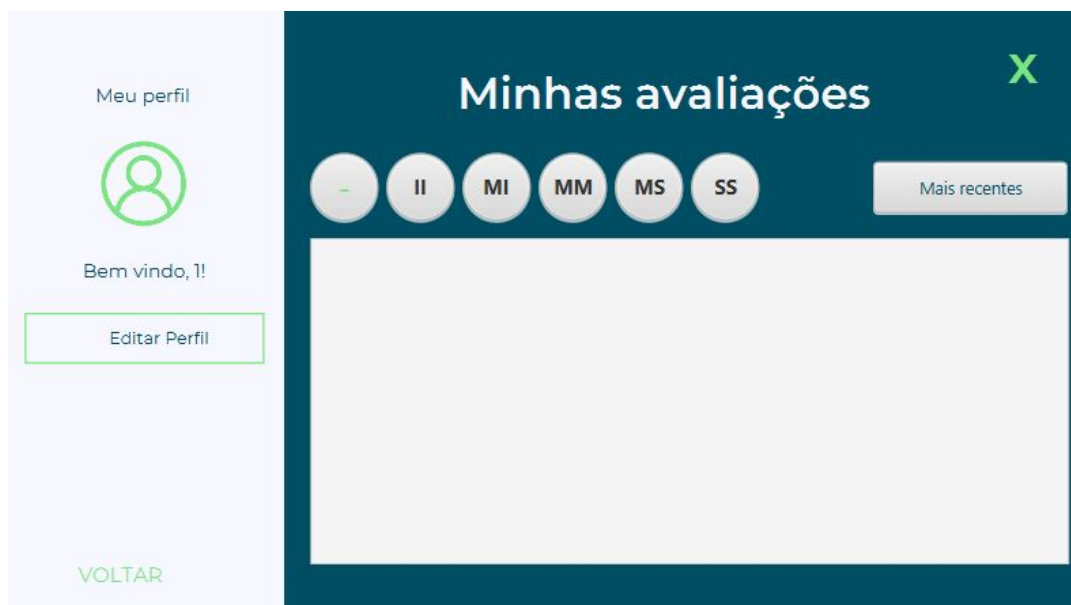 Meu perfil
Bem vindo, 1!
Editar Perfil
VOLTAR
Minhas avaliações
X
- II MI MM MS SS
Mais recentes